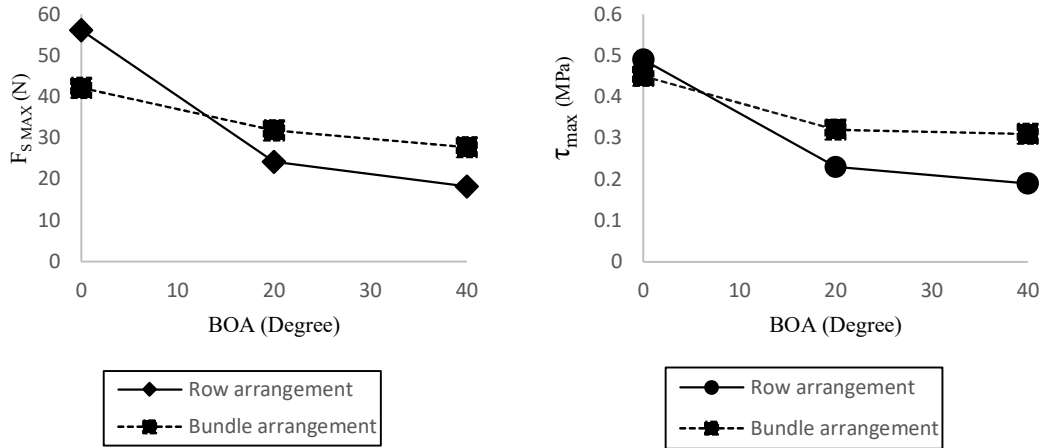 60
50
40
30
20
10
0
F_S MAX (N)
0 10 20 30 40
BOA (Degree)
Row arrangement
Bundle arrangement
0.6
0.5
0.4
0.3
0.2
0.1
0
τ_max (MPa)
0 10 20 30 40
BOA (Degree)
Row arrangement
Bundle arrangement